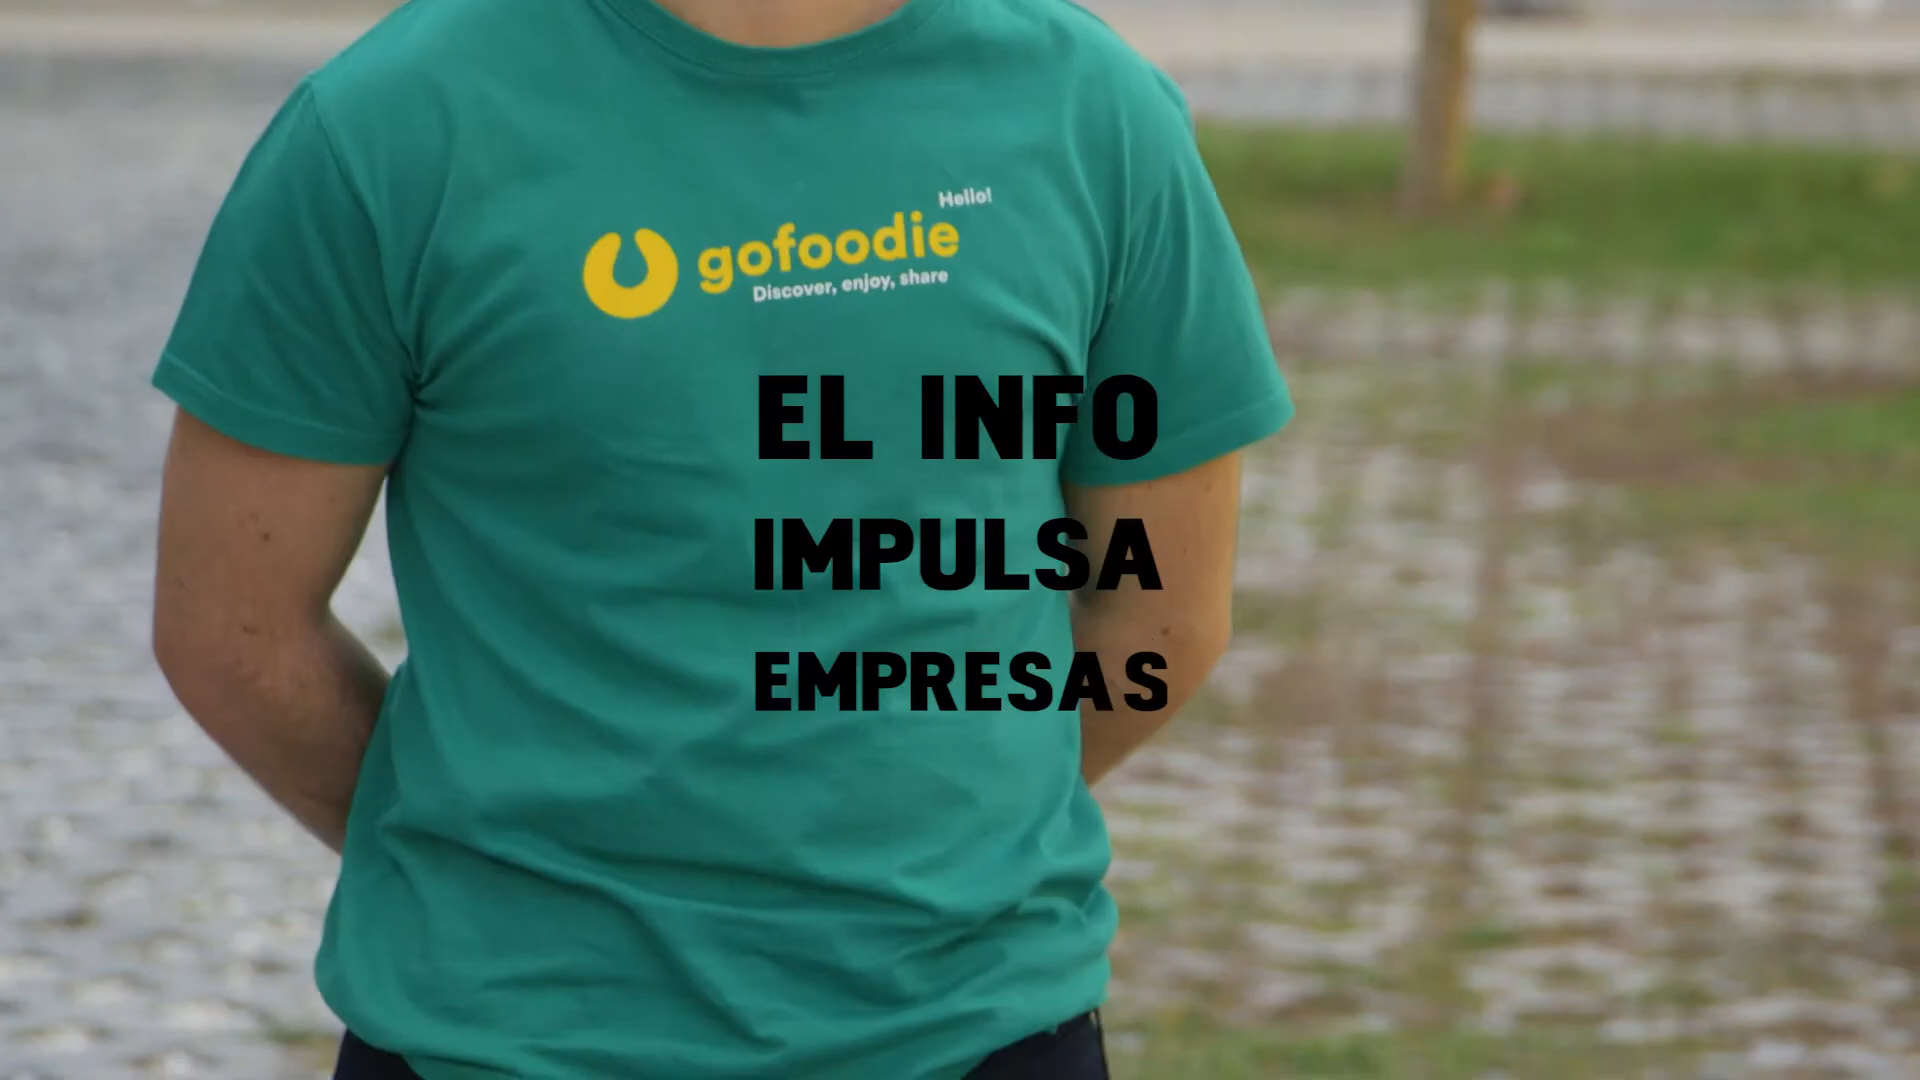 Hello!
gofoodie
Discover, enjoy, share
EL INFO
IMPULSA
EMPRESAS